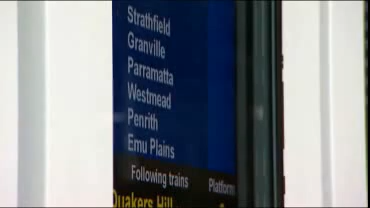 Strathfield
Granville
Parramatta
Westmead
Penrith
Emu Plains
Following trains Platform
Quakers Hill